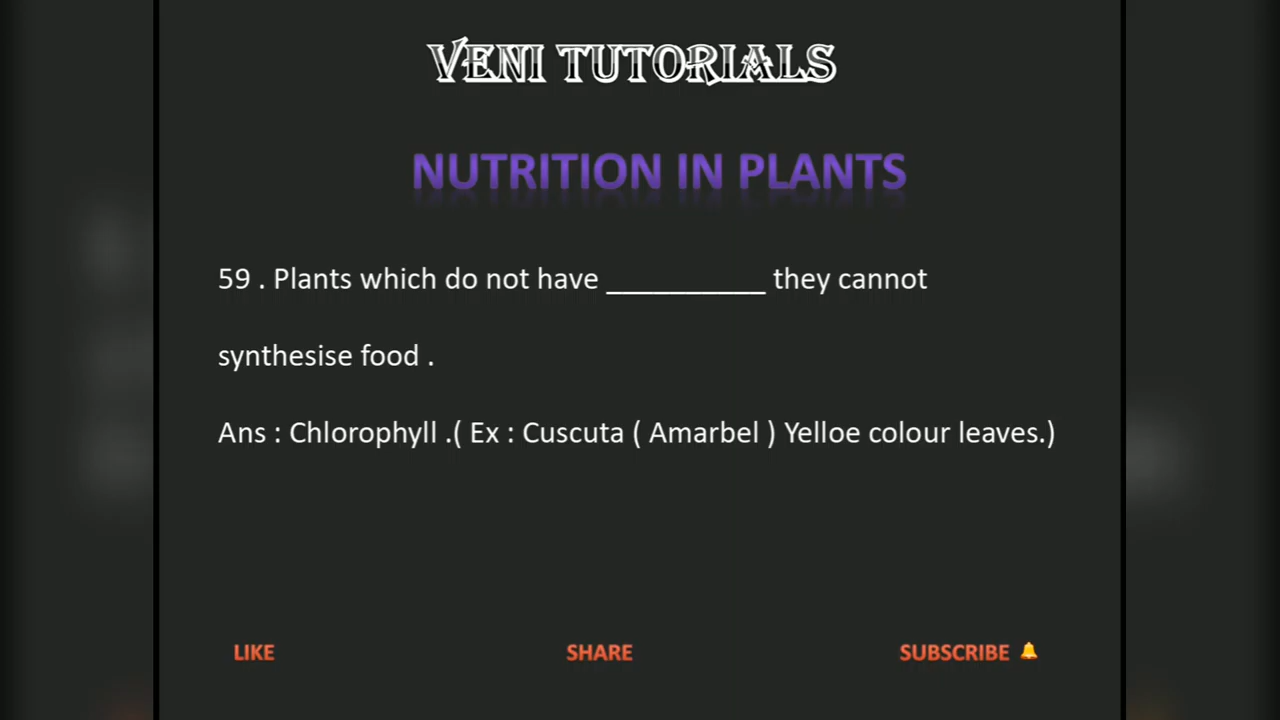 VENI TUTORIALS
NUTRITION IN PLANTS
59 . Plants which do not have __________ they cannot
synthesise food .
Ans : Chlorophyll .( Ex : Cuscuta ( Amarbel ) Yelloe colour leaves.)
LIKE SHARE SUBSCRIBE 🔔